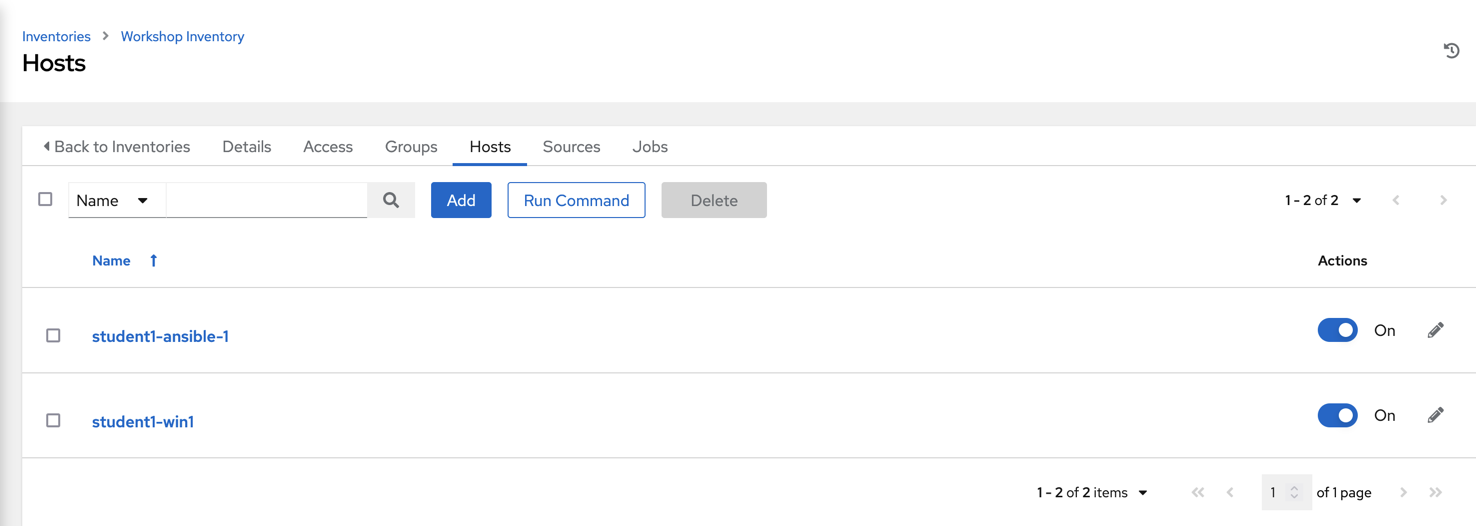 Inventories > Workshop Inventory
Hosts
Back to Inventories Details Access Groups Hosts Sources Jobs
Name Add Run Command Delete 1 - 2 of 2
Name Actions
student1-ansible-1 On
student1-win1 On
1 - 2 of 2 items 1 of 1 page